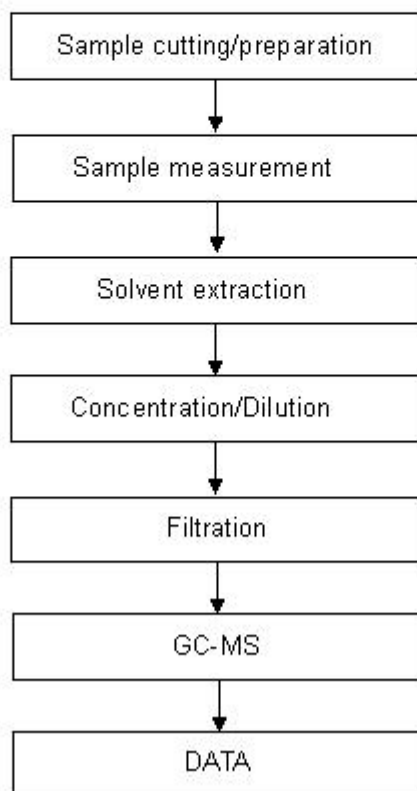 Sample cutting/preparation
Sample measurement
Solvent extraction
Concentration/Dilution
Filtration
GC-MS
DATA